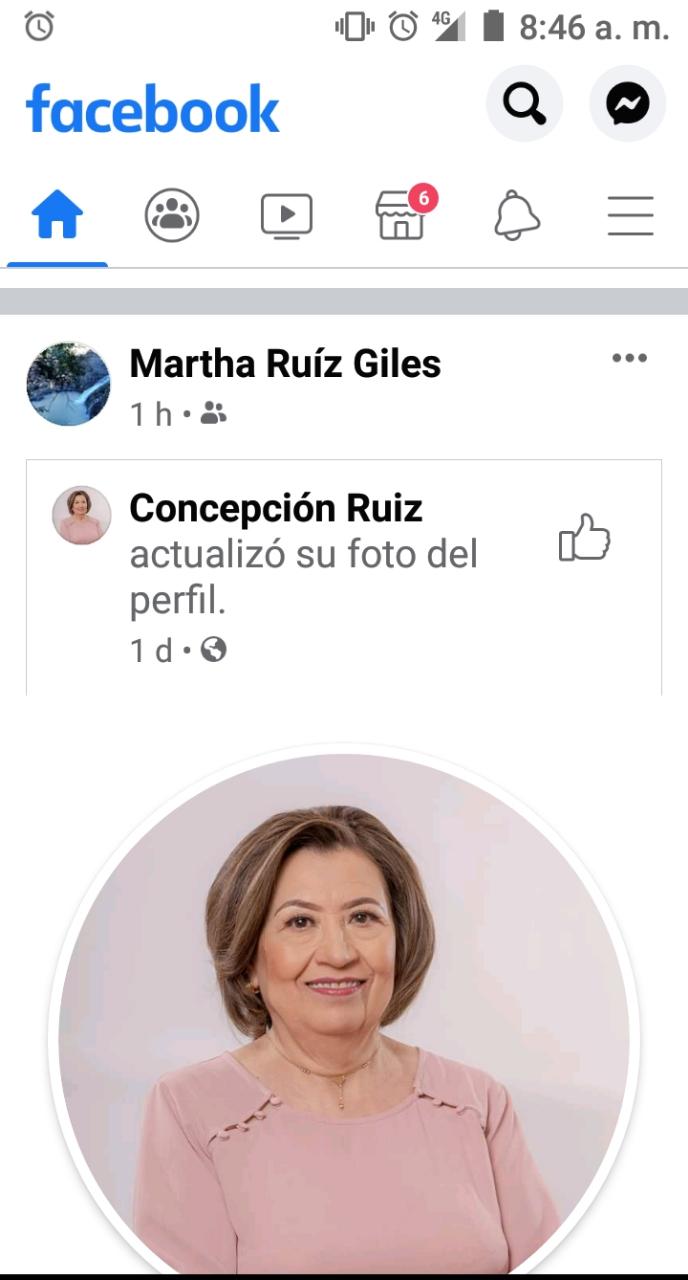 4G 8:46 a. m.
facebook
6
Martha Ruíz Giles
1 h •
Concepción Ruiz
actualizó su foto del
perfil.
1 d •